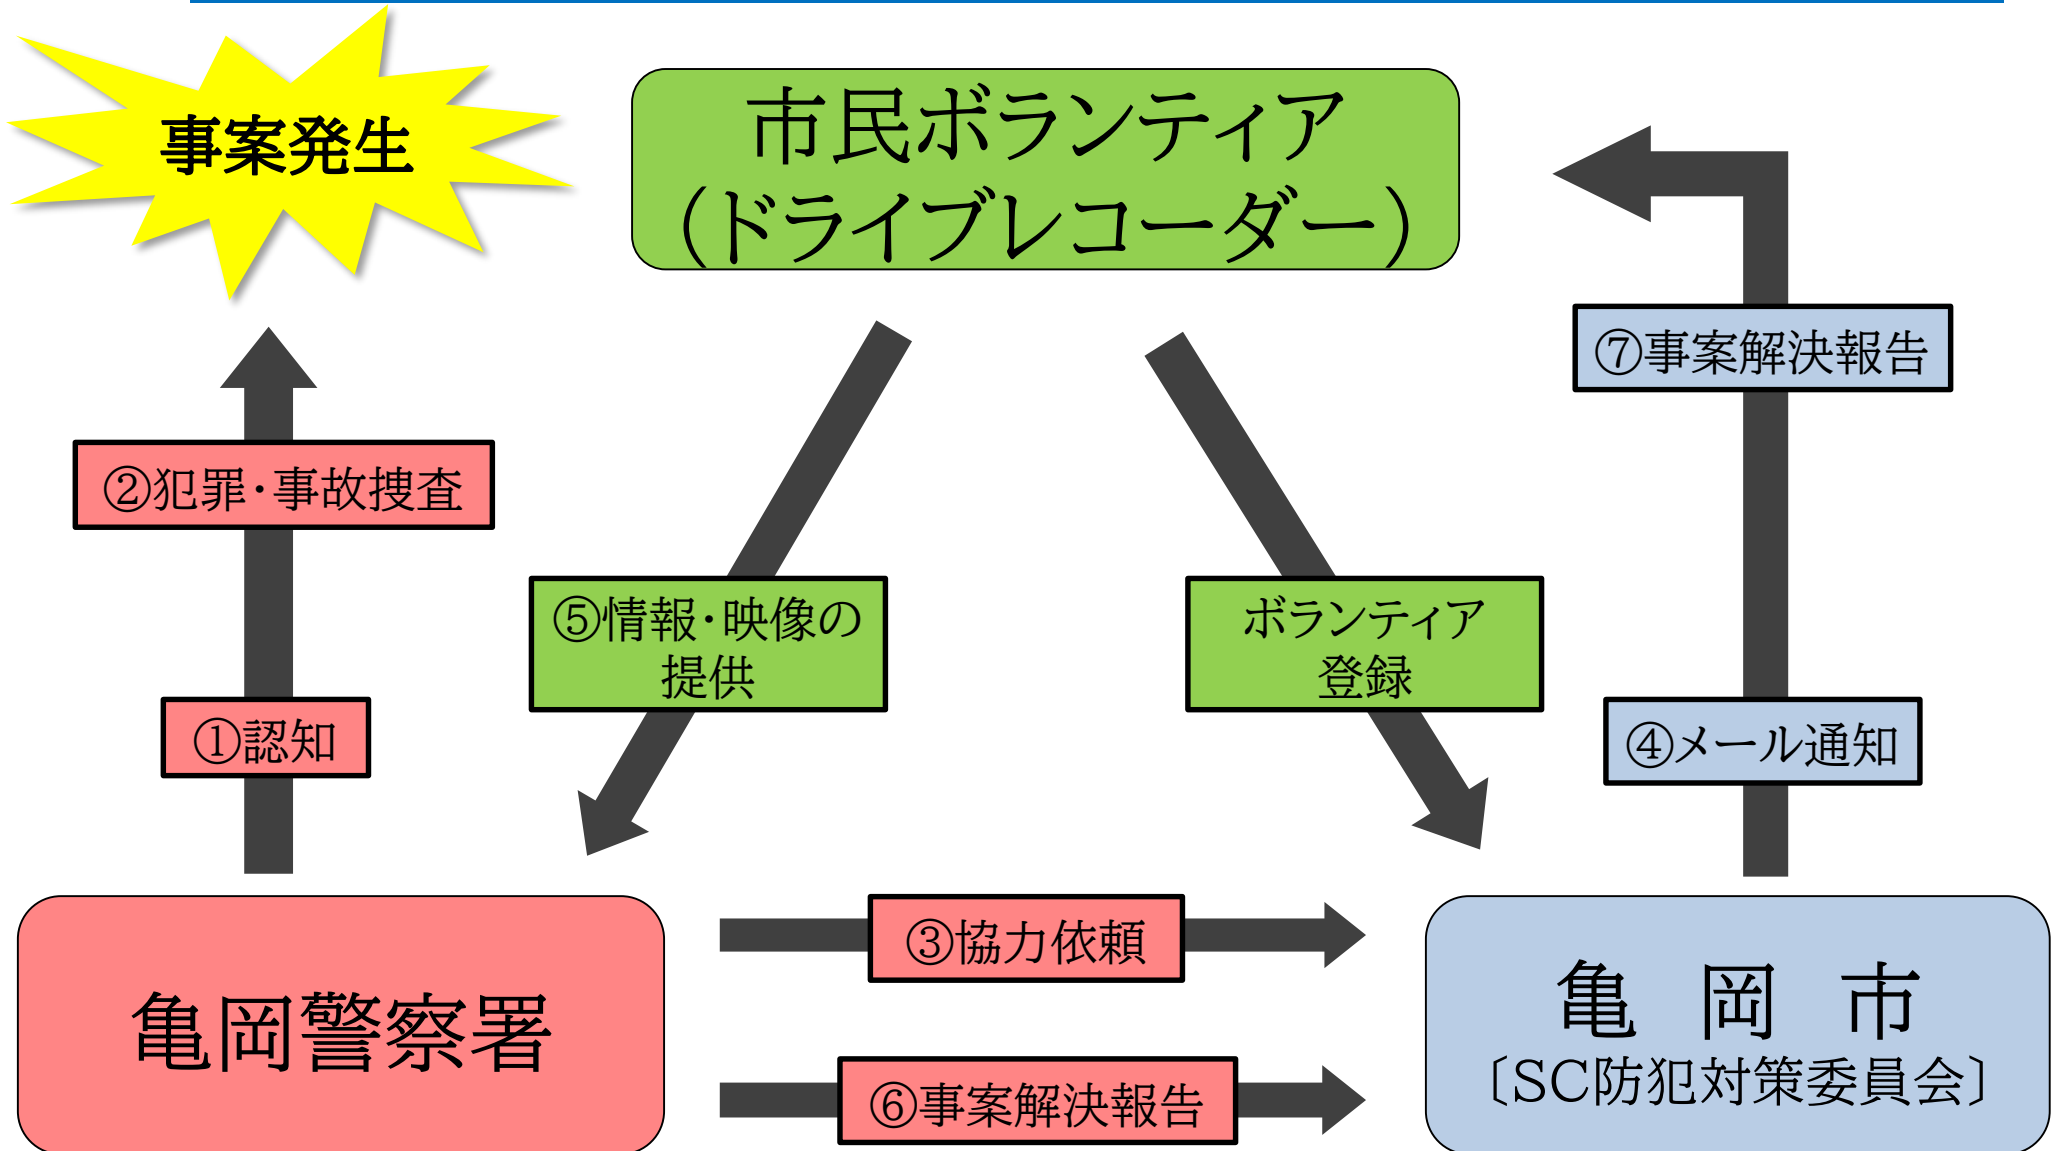 事案発生
市民ボランティア
（ドライブレコーダー）
⑦事案解決報告
②犯罪・事故捜査
⑤情報・映像の
提供
ボランティア
登録
①認知
④メール通知
③協力依頼
亀岡警察署
亀　岡　市
〔SC防犯対策委員会〕
⑥事案解決報告